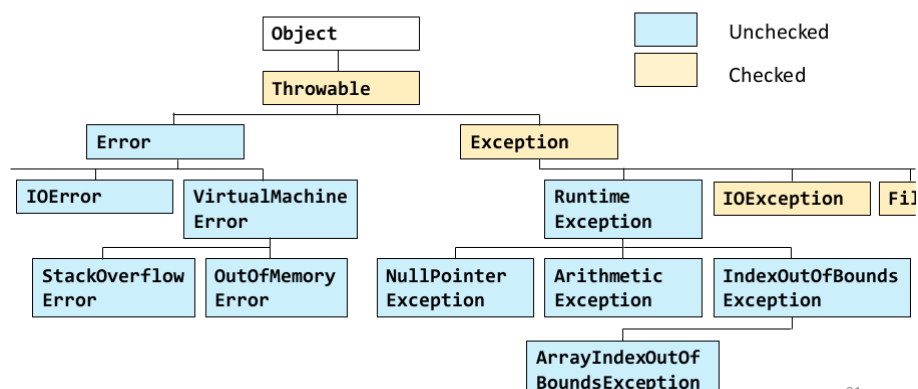 Object
Unchecked
Checked
Throwable
Error
Exception
IOError
VirtualMachine
Error
Runtime
Exception
IOException
Fil
StackOverflow
Error
OutOfMemory
Error
NullPointer
Exception
Arithmetic
Exception
IndexOutOfBounds
Exception
ArrayIndexOutOf
BoundsException